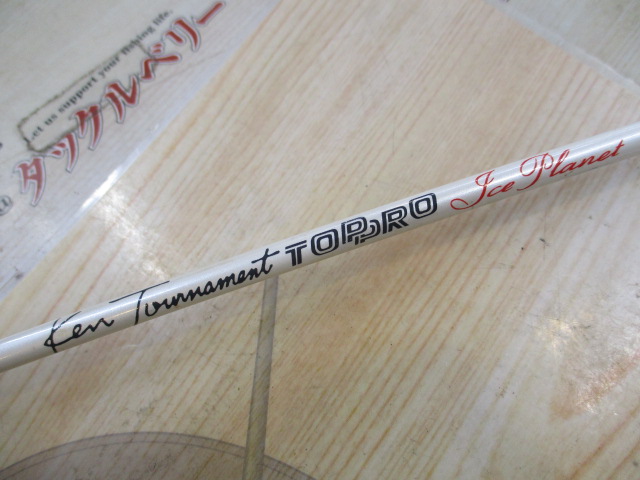 Let us support your fishing life.
タックルベリー
Ken Tournament TOPPRO Ice Planet